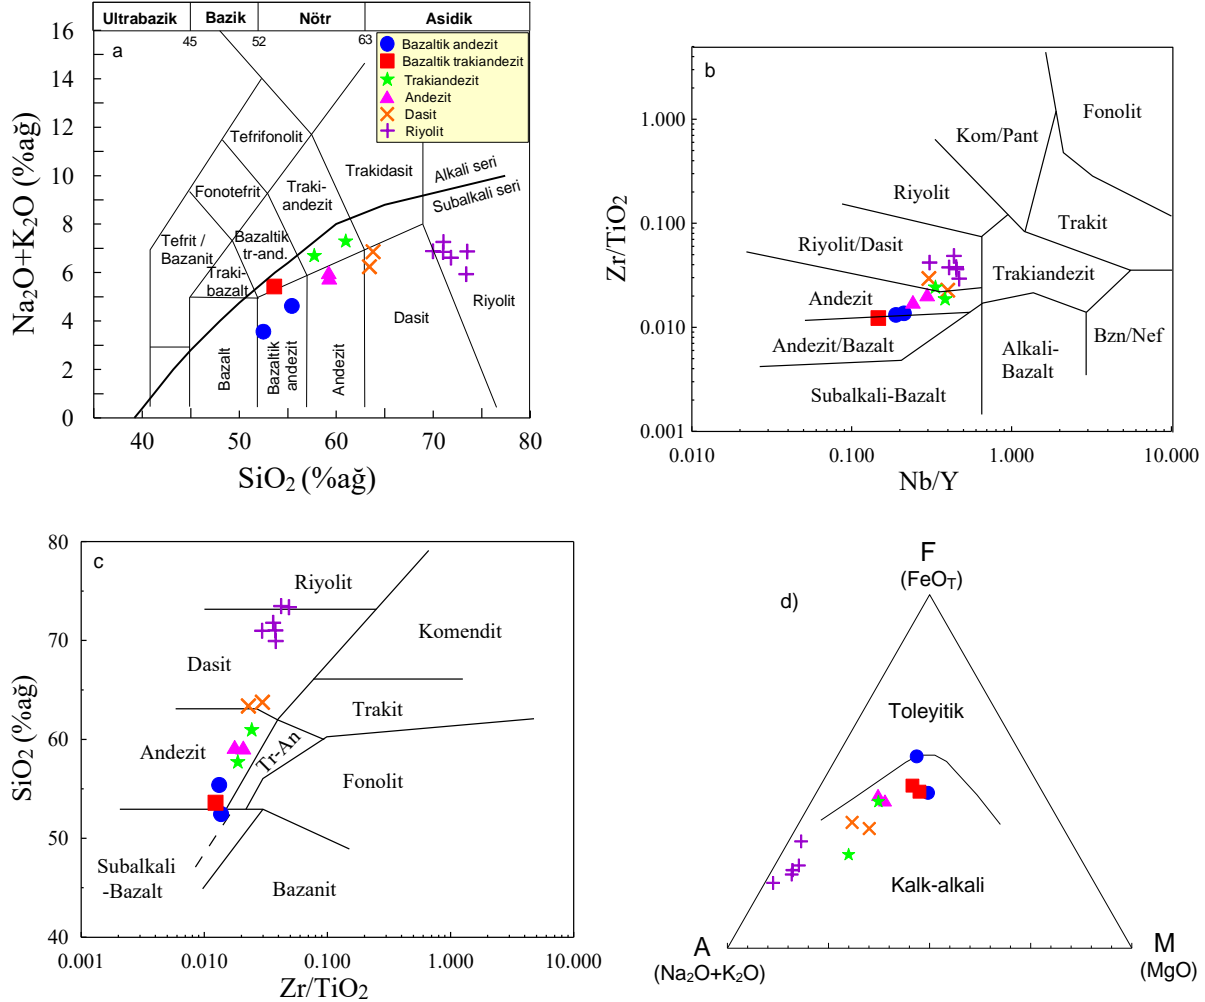 Ultrabazik Bazik Nötr Asidik
45 52 63
a
Bazaltik andezit
Bazaltik trakiandezit
Trakiandezit
Andezit
Dasit
Riyolit
16
14
12
10
8
6
4
2
0
Na2O+K2O (%ağ)
Tefrifonolit
Fonotefrit
Tefrit /
Bazanit
Traki-
bazalt
Bazaltik
tr-and.
Traki-
andezit
Trakidasit
Alkali seri
Subalkali seri
Bazalt
Bazaltik
andezit
Andezit
Dasit
Riyolit
40 50 60 70 80
SiO2 (%ağ)
b
Fonolit
Kom/Pant
Riyolit
Trakit
Riyolit/Dasit
Trakiandezit
Andezit
Andezit/Bazalt
Bzn/Nef
Alkali-
Bazalt
Subalkali-Bazalt
1.000
0.100
0.010
0.001
Zr/TiO2
0.010 0.100 1.000 10.000
Nb/Y
c
Riyolit
Komendit
Dasit
Trakit
Andezit
Tr-An
Fonolit
Subalkali
-Bazalt
Bazanit
80
70
60
50
40
SiO2 (%ağ)
0.001 0.010 0.100 1.000 10.000
Zr/TiO2
d)
F
(FeOT)
Toleyitik
Kalk-alkali
A
(Na2O+K2O)
M
(MgO)